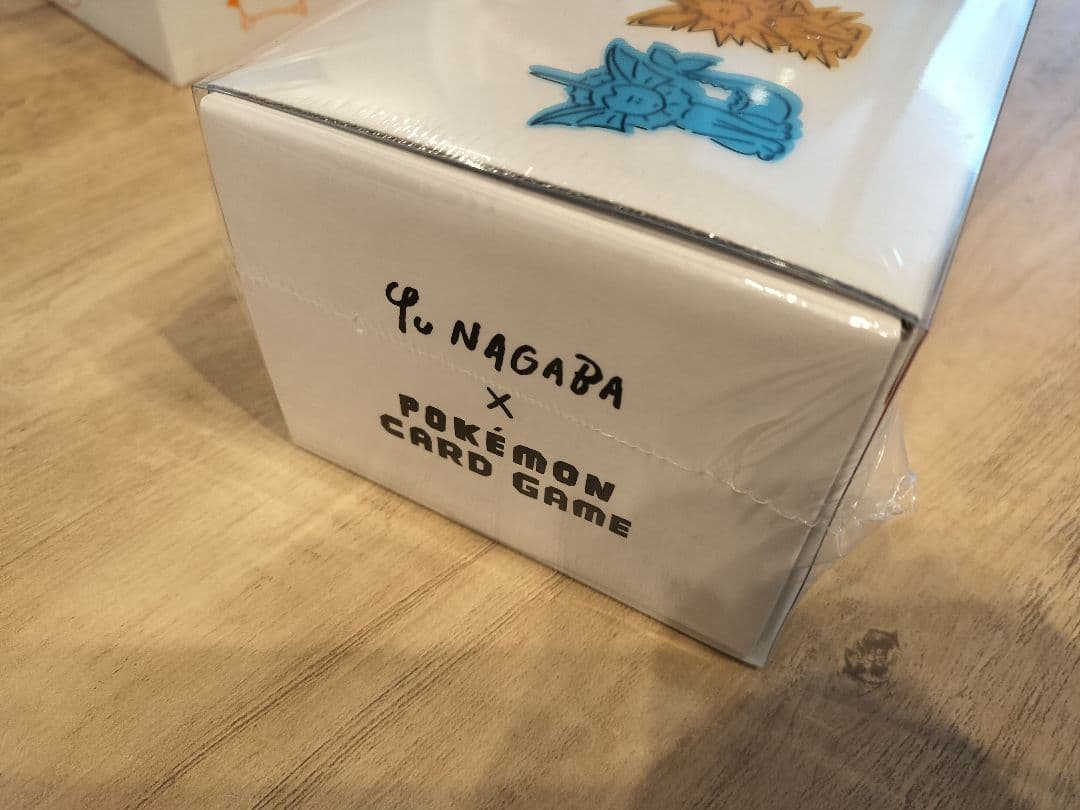 Yu NAGABA
×
POKÉMON
CARD GAME